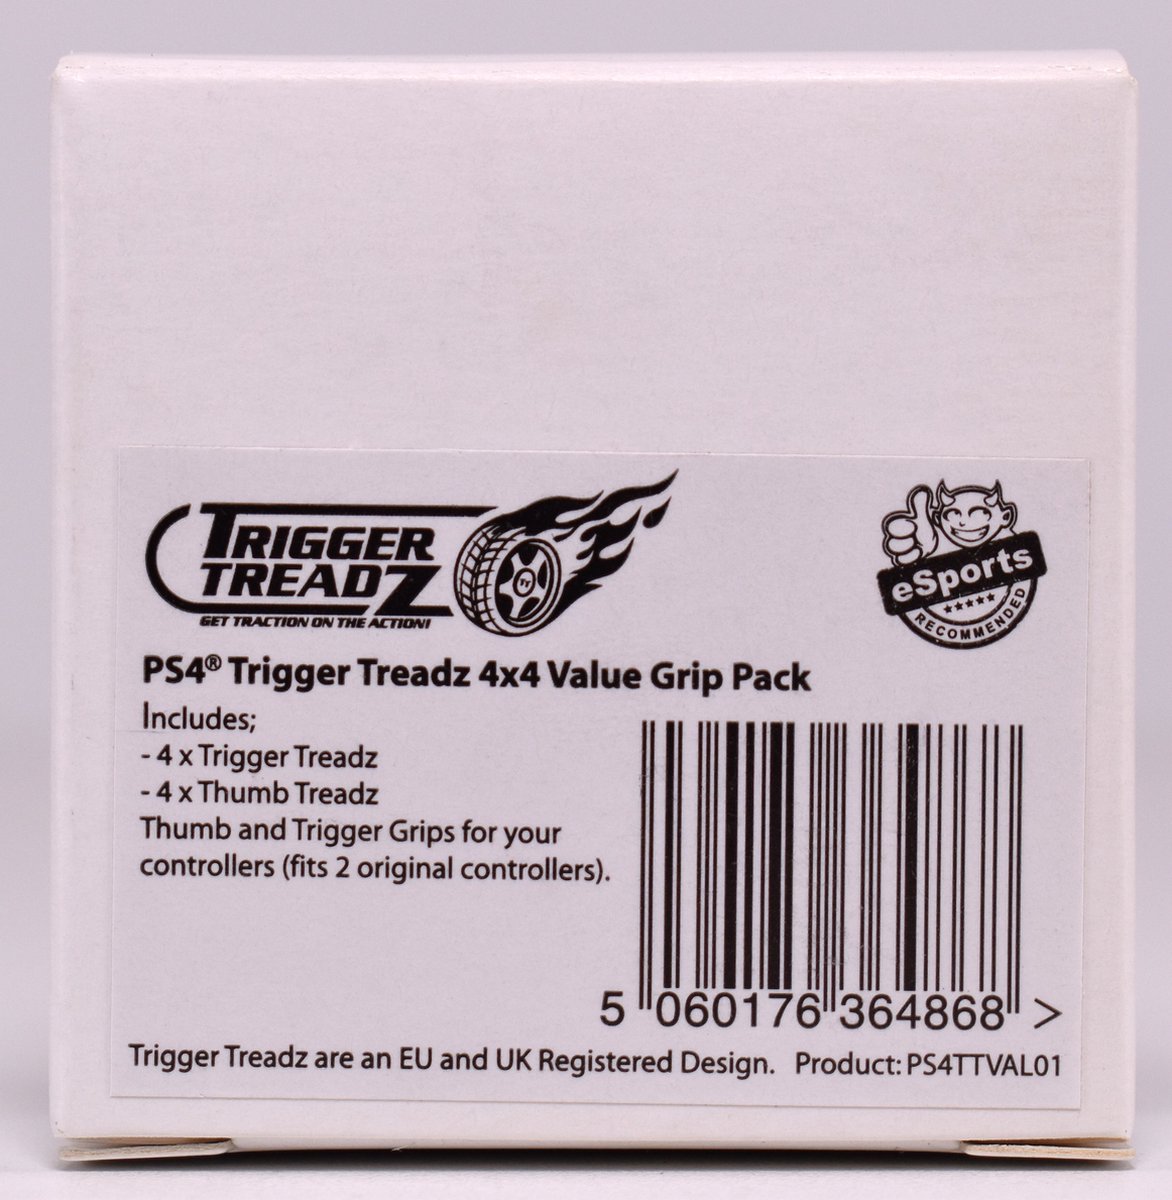 TRIGGER
TREADZ
GET TRACTION ON THE ACTION!
TT
eSports
RECOMMENDED
PS4® Trigger Treadz 4x4 Value Grip Pack
Includes;
- 4 x Trigger Treadz
- 4 x Thumb Treadz
Thumb and Trigger Grips for your
controllers (fits 2 original controllers).
5 060176 364868 >
Trigger Treadz are an EU and UK Registered Design. Product: PS4TTVAL01